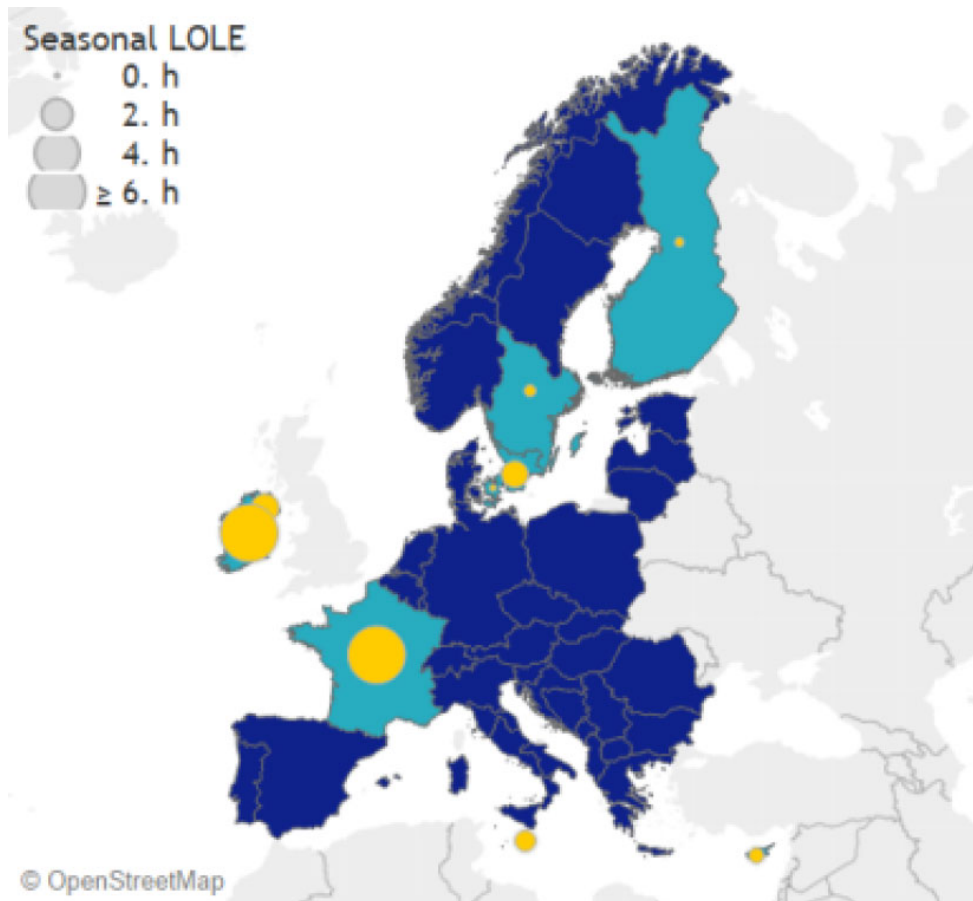 Seasonal LOLE
0. h
2. h
4. h
≥ 6. h
© OpenStreetMap